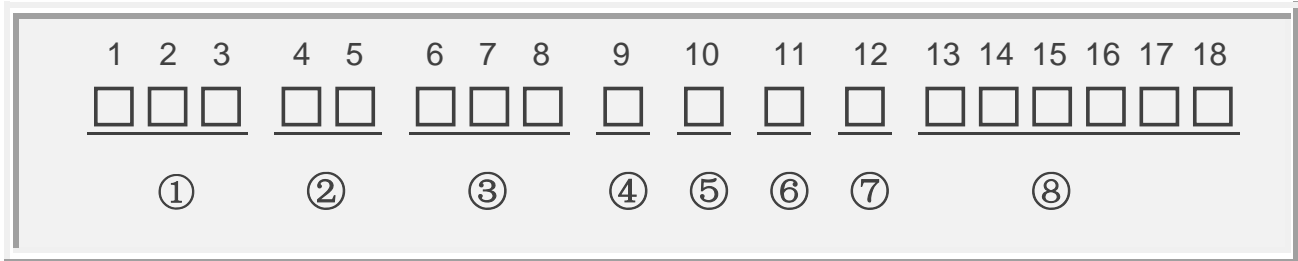 1 2 3 4 5 6 7 8 9 10 11 12 13 14 15 16 17 18
□□□ □□ □□□ □ □ □ □ □□□□□□
① ② ③ ④ ⑤ ⑥ ⑦ ⑧